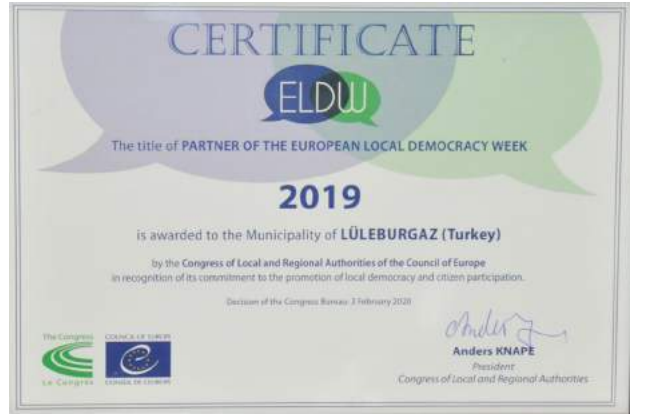 CERTIFICATE
ELDW
The title of PARTNER OF THE EUROPEAN LOCAL DEMOCRACY WEEK
2019
is awarded to the Municipality of LÜLEBURGAZ (Turkey)
by the Congress of Local and Regional Authorities of the Council of Europe
in recognition of its commitment to the promotion of local democracy and citizen participation.
Decision of the Congress Bureau: 3 February 2020
The Congress
Le Congrès
COUNCIL OF EUROPE
CONSEIL DE L'EUROPE
Anders KNAPE
President
Congress of Local and Regional Authorities